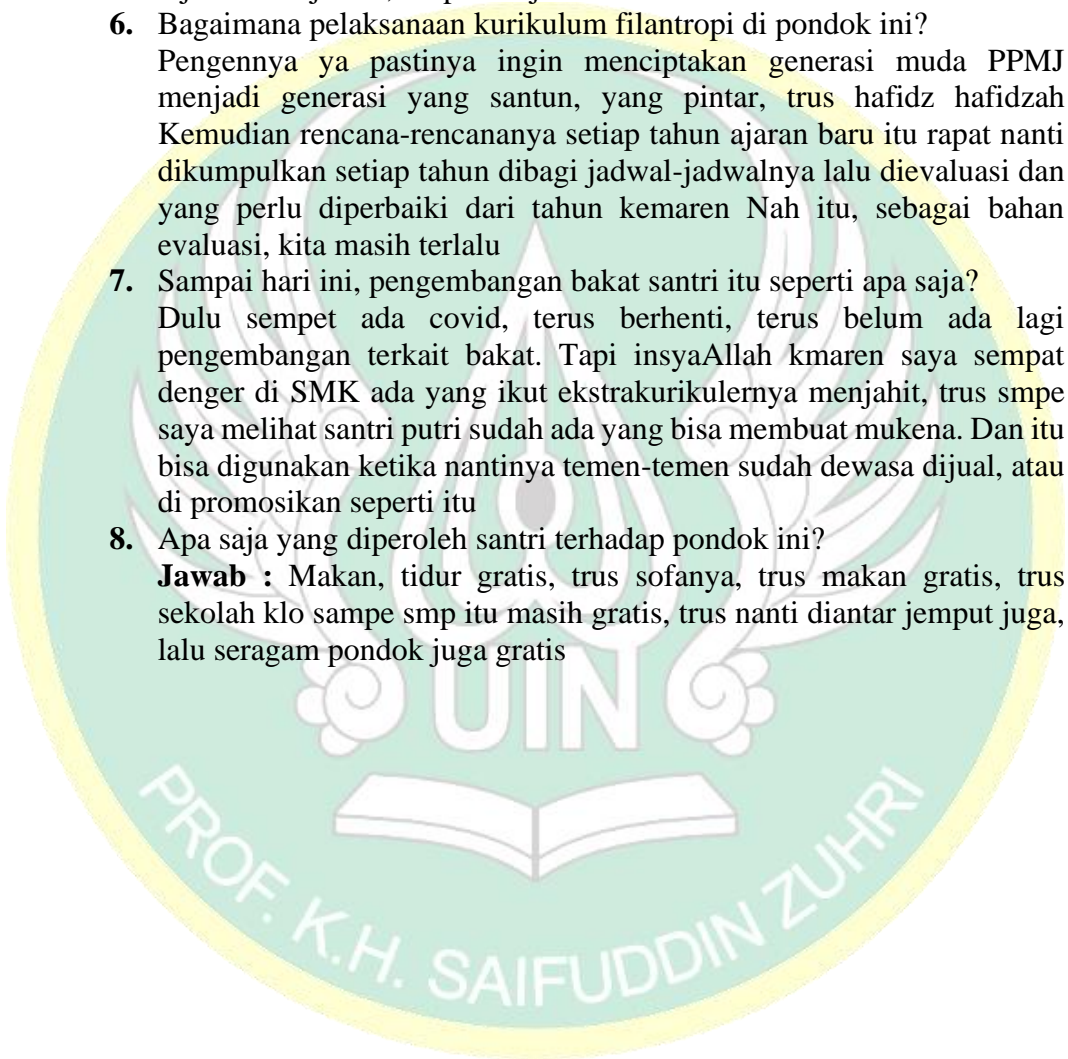 6. Bagaimana pelaksanaan kurikulum filantropi di pondok ini?
Pengennya ya pastinya ingin menciptakan generasi muda PPMJ
menjadi generasi yang santun, yang pintar, trus hafidz hafidzah
Kemudian rencana-rencananya setiap tahun ajaran baru itu rapat nanti
dikumpulkan setiap tahun dibagi jadwal-jadwalnya lalu dievaluasi dan
yang perlu diperbaiki dari tahun kemaren Nah itu, sebagai bahan
evaluasi, kita masih terlalu
7. Sampai hari ini, pengembangan bakat santri itu seperti apa saja?
Dulu sempet ada covid, terus berhenti, terus belum ada lagi
pengembangan terkait bakat. Tapi insyaAllah kmaren saya sempat
denger di SMK ada yang ikut ekstrakurikulernya menjahit, trus smpe
saya melihat santri putri sudah ada yang bisa membuat mukena. Dan itu
bisa digunakan ketika nantinya temen-temen sudah dewasa dijual, atau
di promosikan seperti itu
8. Apa saja yang diperoleh santri terhadap pondok ini?
Jawab : Makan, tidur gratis, trus sofanya, trus makan gratis, trus
sekolah klo sampe smp itu masih gratis, trus nanti diantar jemput juga,
lalu seragam pondok juga gratis
UIN
PROF. K.H. SAIFUDDIN ZUHRI